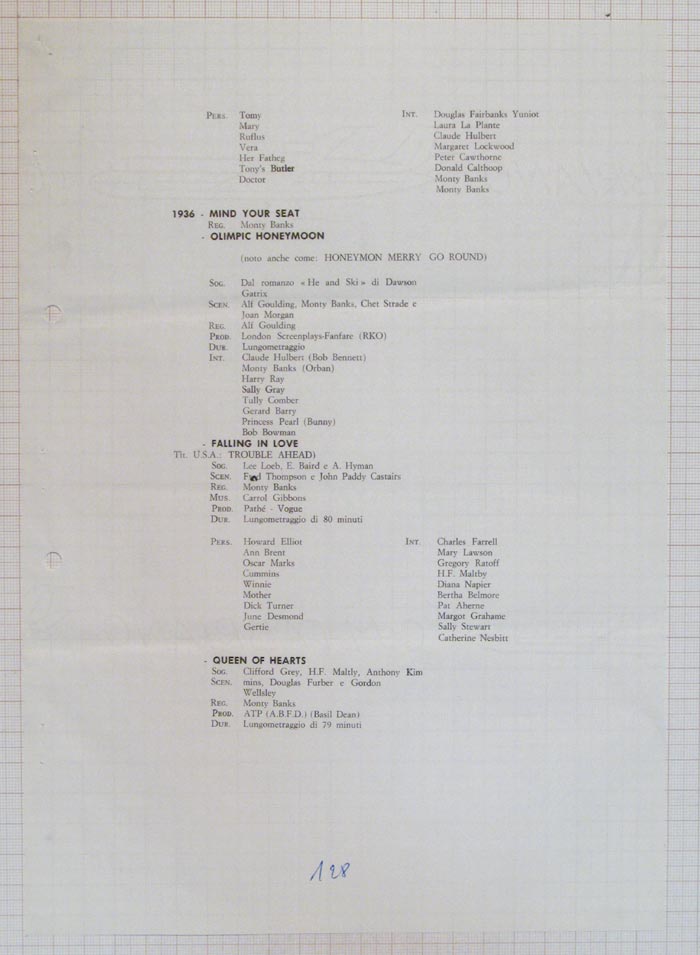 PERS. Tomy INT. Douglas Fairbanks Yuniot
Mary Laura La Plante
Ruflus Claude Hulbert
Vera Margaret Lockwood
Her Fatheg Peter Cawthorne
Tony's Butler Donald Calthoop
Doctor Monty Banks
Monty Banks
1936 - MIND YOUR SEAT
REG. Monty Banks
- OLIMPIC HONEYMOON
(noto anche come: HONEYMON MERRY GO ROUND)
SOG. Dal romanzo « He and Ski » di Dawson
Gatrix
SCEN. Alf Goulding, Monty Banks, Chet Strade e
Joan Morgan
REG. Alf Goulding
PROD. London Screenplays-Fanfare (RKO)
DUR. Lungometraggio
INT. Claude Hulbert (Bob Bennett)
Monty Banks (Orban)
Harry Ray
Sally Gray
Tully Comber
Gerard Barry
Princess Pearl (Bunny)
Bob Bowman
- FALLING IN LOVE
TIT. U.S.A.: TROUBLE AHEAD)
SOG. Lee Loeb, E. Baird e A. Hyman
SCEN. Thompson e John Paddy Castairs
REG. Monty Banks
MUS. Carrol Gibbons
PROD. Pathé - Vogue
DUR. Lungometraggio di 80 minuti
PERS. Howard Elliot INT. Charles Farrell
Ann Brent Mary Lawson
Oscar Marks Gregory Ratoff
Cummins H.F. Maltby
Winnie Diana Napier
Mother Bertha Belmore
Dick Turner Pat Aherne
June Desmond Margot Grahame
Gertie Sally Stewart
Catherine Nesbitt
- QUEEN OF HEARTS
SOG. Clifford Grey, H.F. Maltly, Anthony Kim
SCEN. mins, Douglas Furber e Gordon
Wellsley
REG. Monty Banks
PROD. ATP (A.B.F.D.) (Basil Dean)
DUR. Lungometraggio di 79 minuti
128